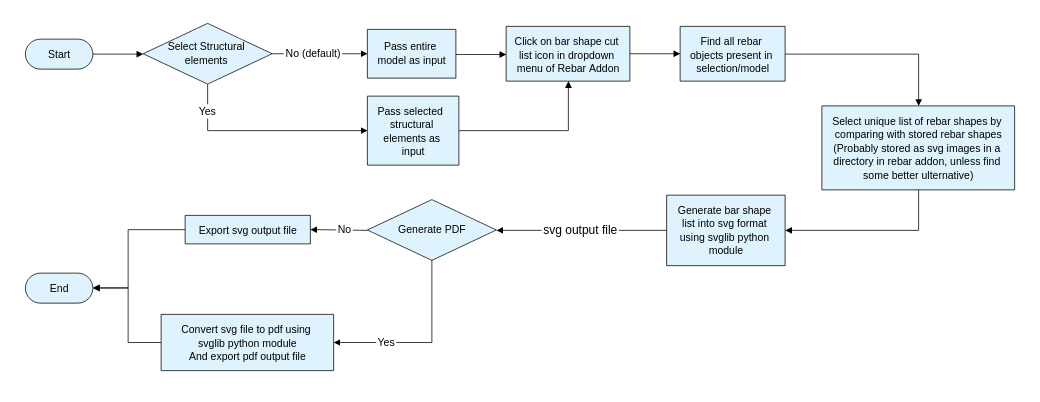 Start
Select Structural
elements
No (default)
Pass entire
model as input
Click on bar shape cut
list icon in dropdown
menu of Rebar Addon
Find all rebar
objects present in
selection/model
Yes
Pass selected
structural
elements as
input
Select unique list of rebar shapes by
comparing with stored rebar shapes
(Probably stored as svg images in a
directory in rebar addon, unless find
some better ulternative)
Generate bar shape
list into svg format
using svglib python
module
svg output file
Generate PDF
No
Export svg output file
Yes
Convert svg file to pdf using
svglib python module
And export pdf output file
End